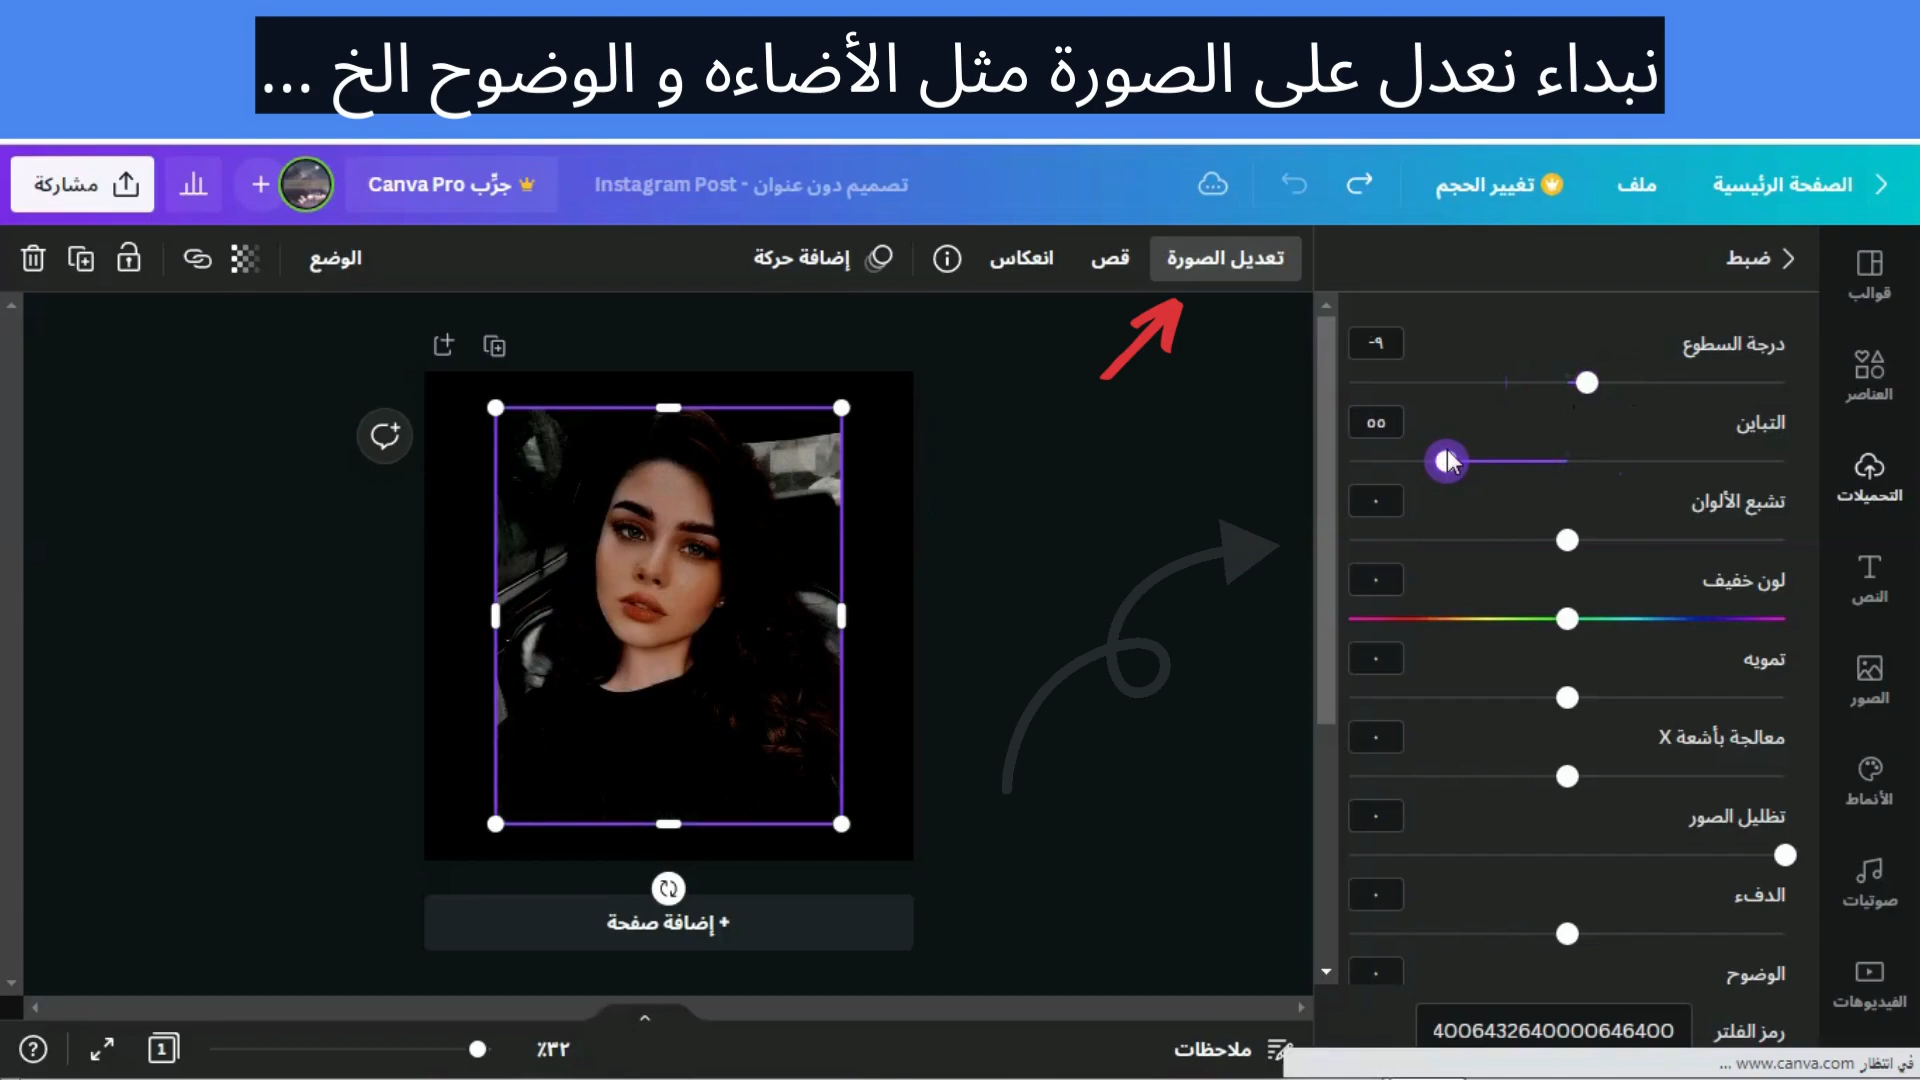 نبداء نعدل على الصورة مثل الأضاءه و الوضوح الخ ...
الصفحة الرئيسية
ملف
تغيير الحجم
تصميم دون عنوان - Instagram Post
جرِّب Canva Pro
مشاركة
ضبط
تعديل الصورة
قص
انعكاس
إضافة حركة
الوضع
قوالب
العناصر
التحميلات
النص
الصور
الأنماط
صوتيات
الفيديوهات
درجة السطوع
-٩
التباين
٥٥
تشبع الألوان
٠
لون خفيف
٠
تمويه
٠
معالجة بأشعة X
٠
تظليل الصور
٠
الدفء
٠
الوضوح
٠
رمز الفلتر
4006432640000646400
+ إضافة صفحة
ملاحظات
٪٣٢
1
في انتظار www.canva.com ...